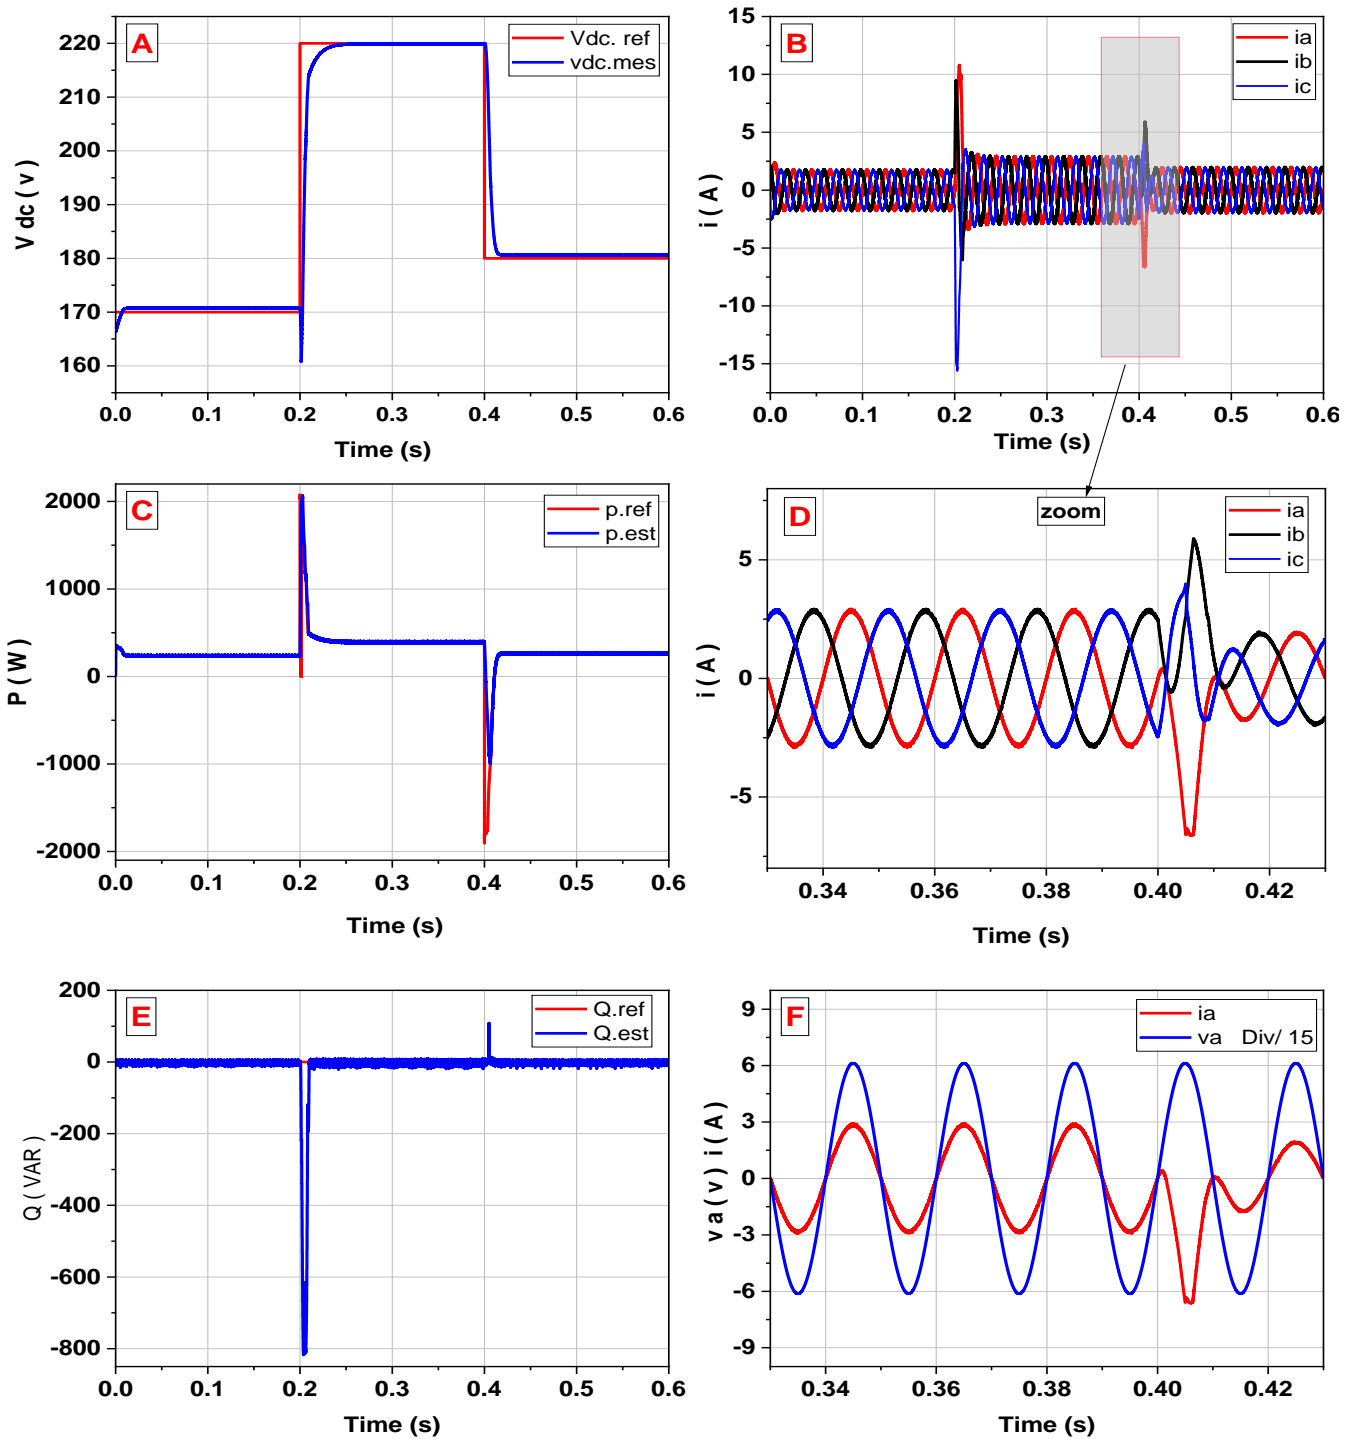 A
Vdc. ref
vdc.mes
220
210
200
190
180
170
160
V dc ( v )
0.0 0.1 0.2 0.3 0.4 0.5 0.6
Time (s)
B
ia
ib
ic
15
10
5
0
-5
-10
-15
i ( A )
0.0 0.1 0.2 0.3 0.4 0.5 0.6
Time (s)
C
p.ref
p.est
2000
1000
0
-1000
-2000
P ( W )
0.0 0.1 0.2 0.3 0.4 0.5 0.6
Time (s)
zoom
D
ia
ib
ic
5
0
-5
i ( A )
0.34 0.36 0.38 0.40 0.42
Time (s)
E
Q.ref
Q.est
200
0
-200
-400
-600
-800
Q ( VAR )
0.0 0.1 0.2 0.3 0.4 0.5 0.6
Time (s)
F
ia
va Div/ 15
9
6
3
0
-3
-6
-9
v a ( v ) i ( A )
0.34 0.36 0.38 0.40 0.42
Time (s)